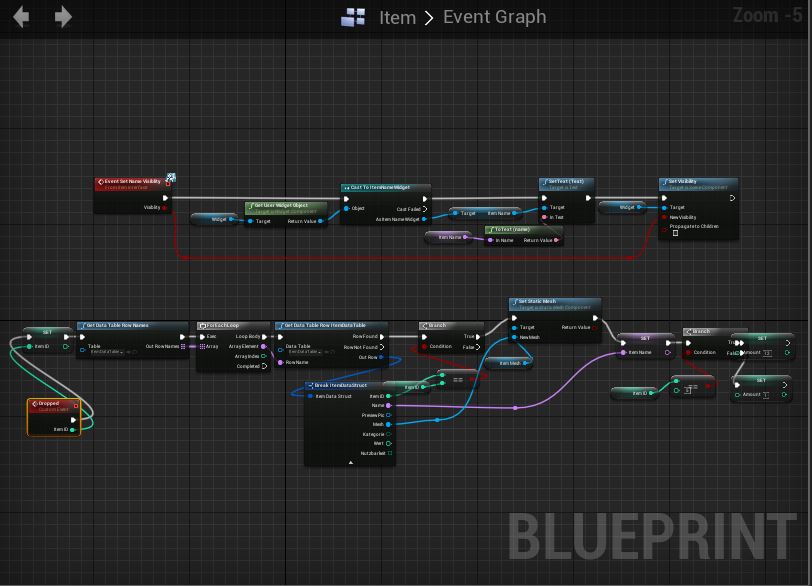 Item > Event Graph
Zoom -5
Event Set Name Visiblity
From Item Interface
Visiblity
Widget
Get User Widget Object
Target is Widget Component
Target
Return Value
Cast To ItemNameWidget
Object
Cast Failed
As Item Name Widget
Target
Item Name
Item Name
ToText (name)
In Name
Return Value
SetText (Text)
Target is Text
Target
In Text
Widget
Set Visibility
Target is Scene Component
Target
New Visibility
Propagate to Children
SET
Item ID
Dropped
Custom Event
Item ID
Get Data Table Row Names
Table
ItemDataTable
Out Row Names
ForEachLoop
Exec
Array
Loop Body
Array Element
Array Index
Completed
Get Data Table Row ItemDataTable
Data Table
ItemDataTable
Row Name
Row Found
Row Not Found
Out Row
Break ItemDataStruct
Item Data Struct
Item ID
Name
Preview Pic
Mesh
Kategorie
Wert
Nutzbarkeit
Item ID
==
Branch
Condition
True
False
Set Static Mesh
Target is Static Mesh Component
Target
New Mesh
Return Value
Item Mesh
SET
Item Name
Branch
Condition
True
False
Item ID
==
SET
Amount
SET
Amount
BLUEPRINT